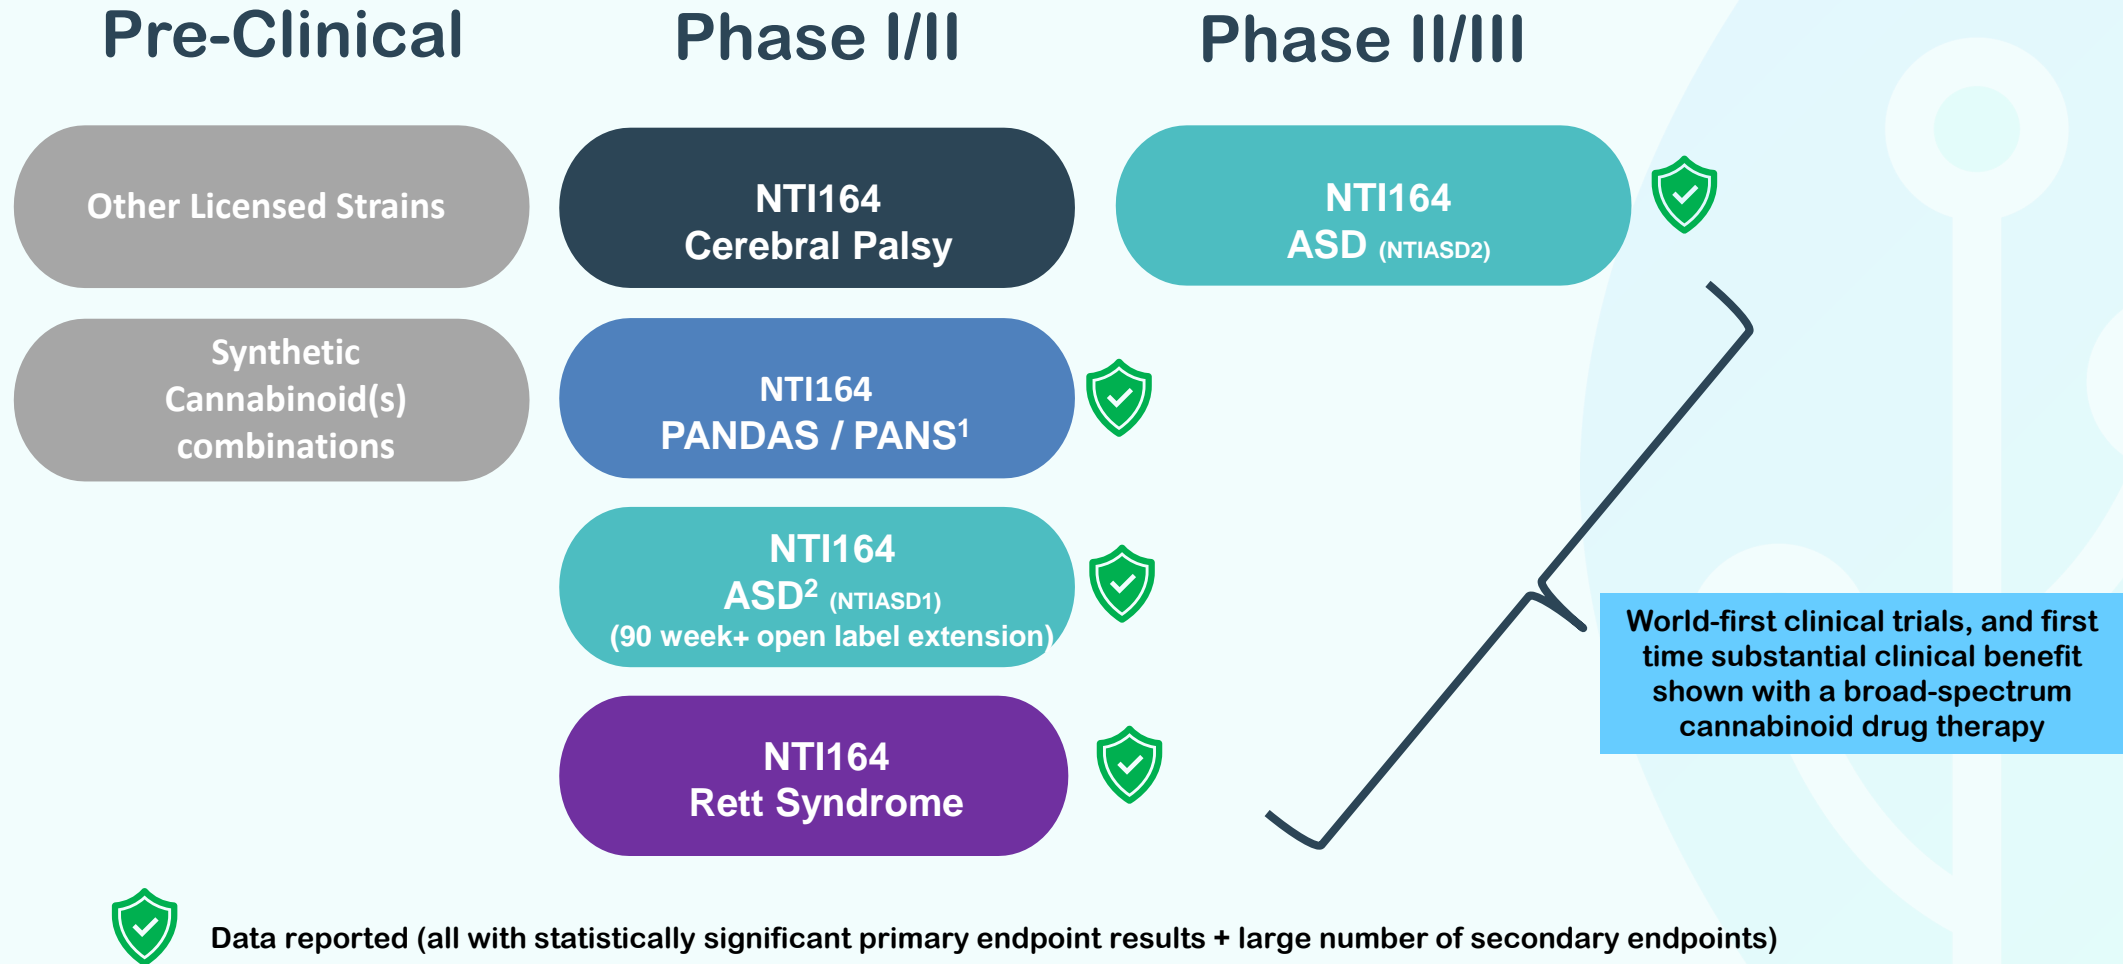 Pre-Clinical
Phase I/II
Phase II/III
Other Licensed Strains
Synthetic
Cannabinoid(s)
combinations
NTI164
Cerebral Palsy
NTI164
PANDAS / PANS¹
NTI164
ASD² (NTIASD1)
(90 week+ open label extension)
NTI164
Rett Syndrome
NTI164
ASD (NTIASD2)
World-first clinical trials, and first
time substantial clinical benefit
shown with a broad-spectrum
cannabinoid drug therapy
Data reported (all with statistically significant primary endpoint results + large number of secondary endpoints)